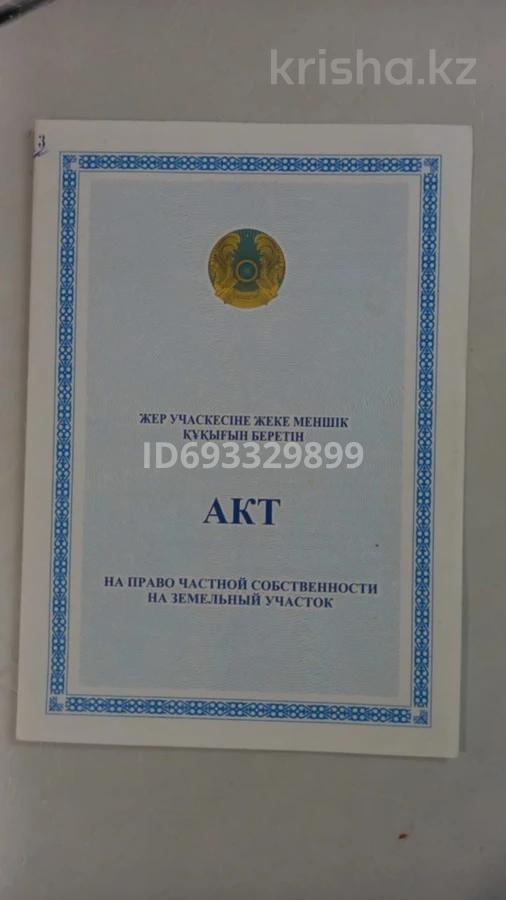 krisha.kz
3
ЖЕР УЧАСКЕСІНЕ ЖЕКЕ МЕНШІК
ҚҰҚЫҒЫН БЕРЕТІН
ID693329899
АКТ
НА ПРАВО ЧАСТНОЙ СОБСТВЕННОСТИ
НА ЗЕМЕЛЬНЫЙ УЧАСТОК